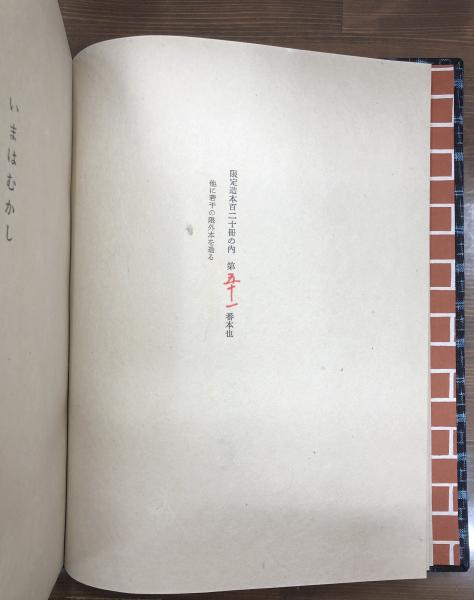 限定造本百二十冊の内 第五十一番本也
他に若干の限外本を造る
いまはむかし